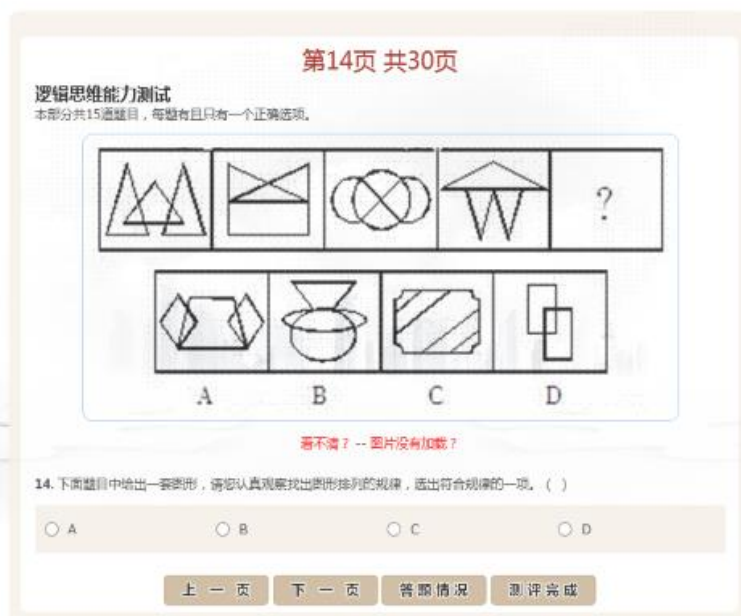 第14页 共30页
逻辑思维能力测试
本部分共15道题目，每题有且只有一个正确选项。
?
A B C D
看不清？ -- 图片没有加载？
14. 下面题目中给出一套图形，请您认真观察找出图形排列的规律，选出符合规律的一项。（ ）
A B C D
上一页 下一页 答题情况 测评完成